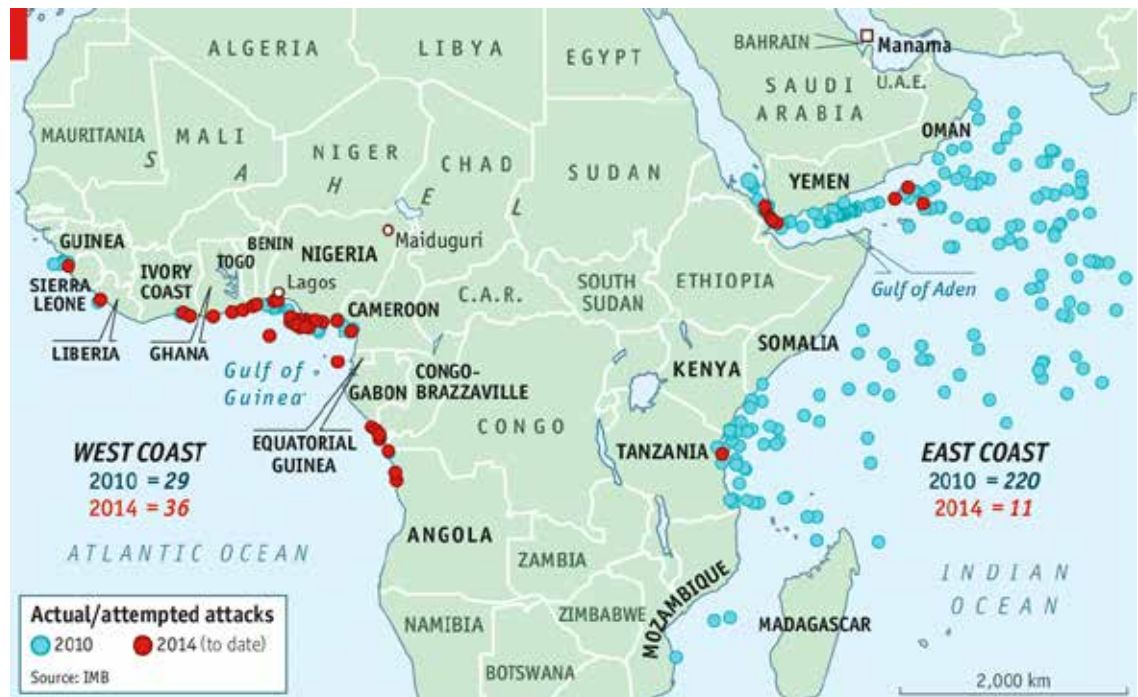 ALGERIA
LIBYA
EGYPT
BAHRAIN
Manama
U.A.E.
SAUDI
ARABIA
OMAN
MAURITANIA
MALI
NIGER
CHAD
SUDAN
YEMEN
SAHEL
Maiduguri
GUINEA
SIERRA
LEONE
IVORY
COAST
TOGO
BENIN
NIGERIA
Lagos
CAMEROON
C.A.R.
SOUTH
SUDAN
ETHIOPIA
Gulf of Aden
LIBERIA
GHANA
Gulf of
Guinea
EQUATORIAL
GUINEA
GABON
CONGO-
BRAZZAVILLE
CONGO
KENYA
SOMALIA
TANZANIA
WEST COAST
2010 = 29
2014 = 36
EAST COAST
2010 = 220
2014 = 11
ATLANTIC OCEAN
ANGOLA
ZAMBIA
ZIMBABWE
MOZAMBIQUE
MADAGASCAR
NAMIBIA
BOTSWANA
INDIAN
OCEAN
Actual/attempted attacks
2010 2014 (to date)
Source: IMB
2,000 km